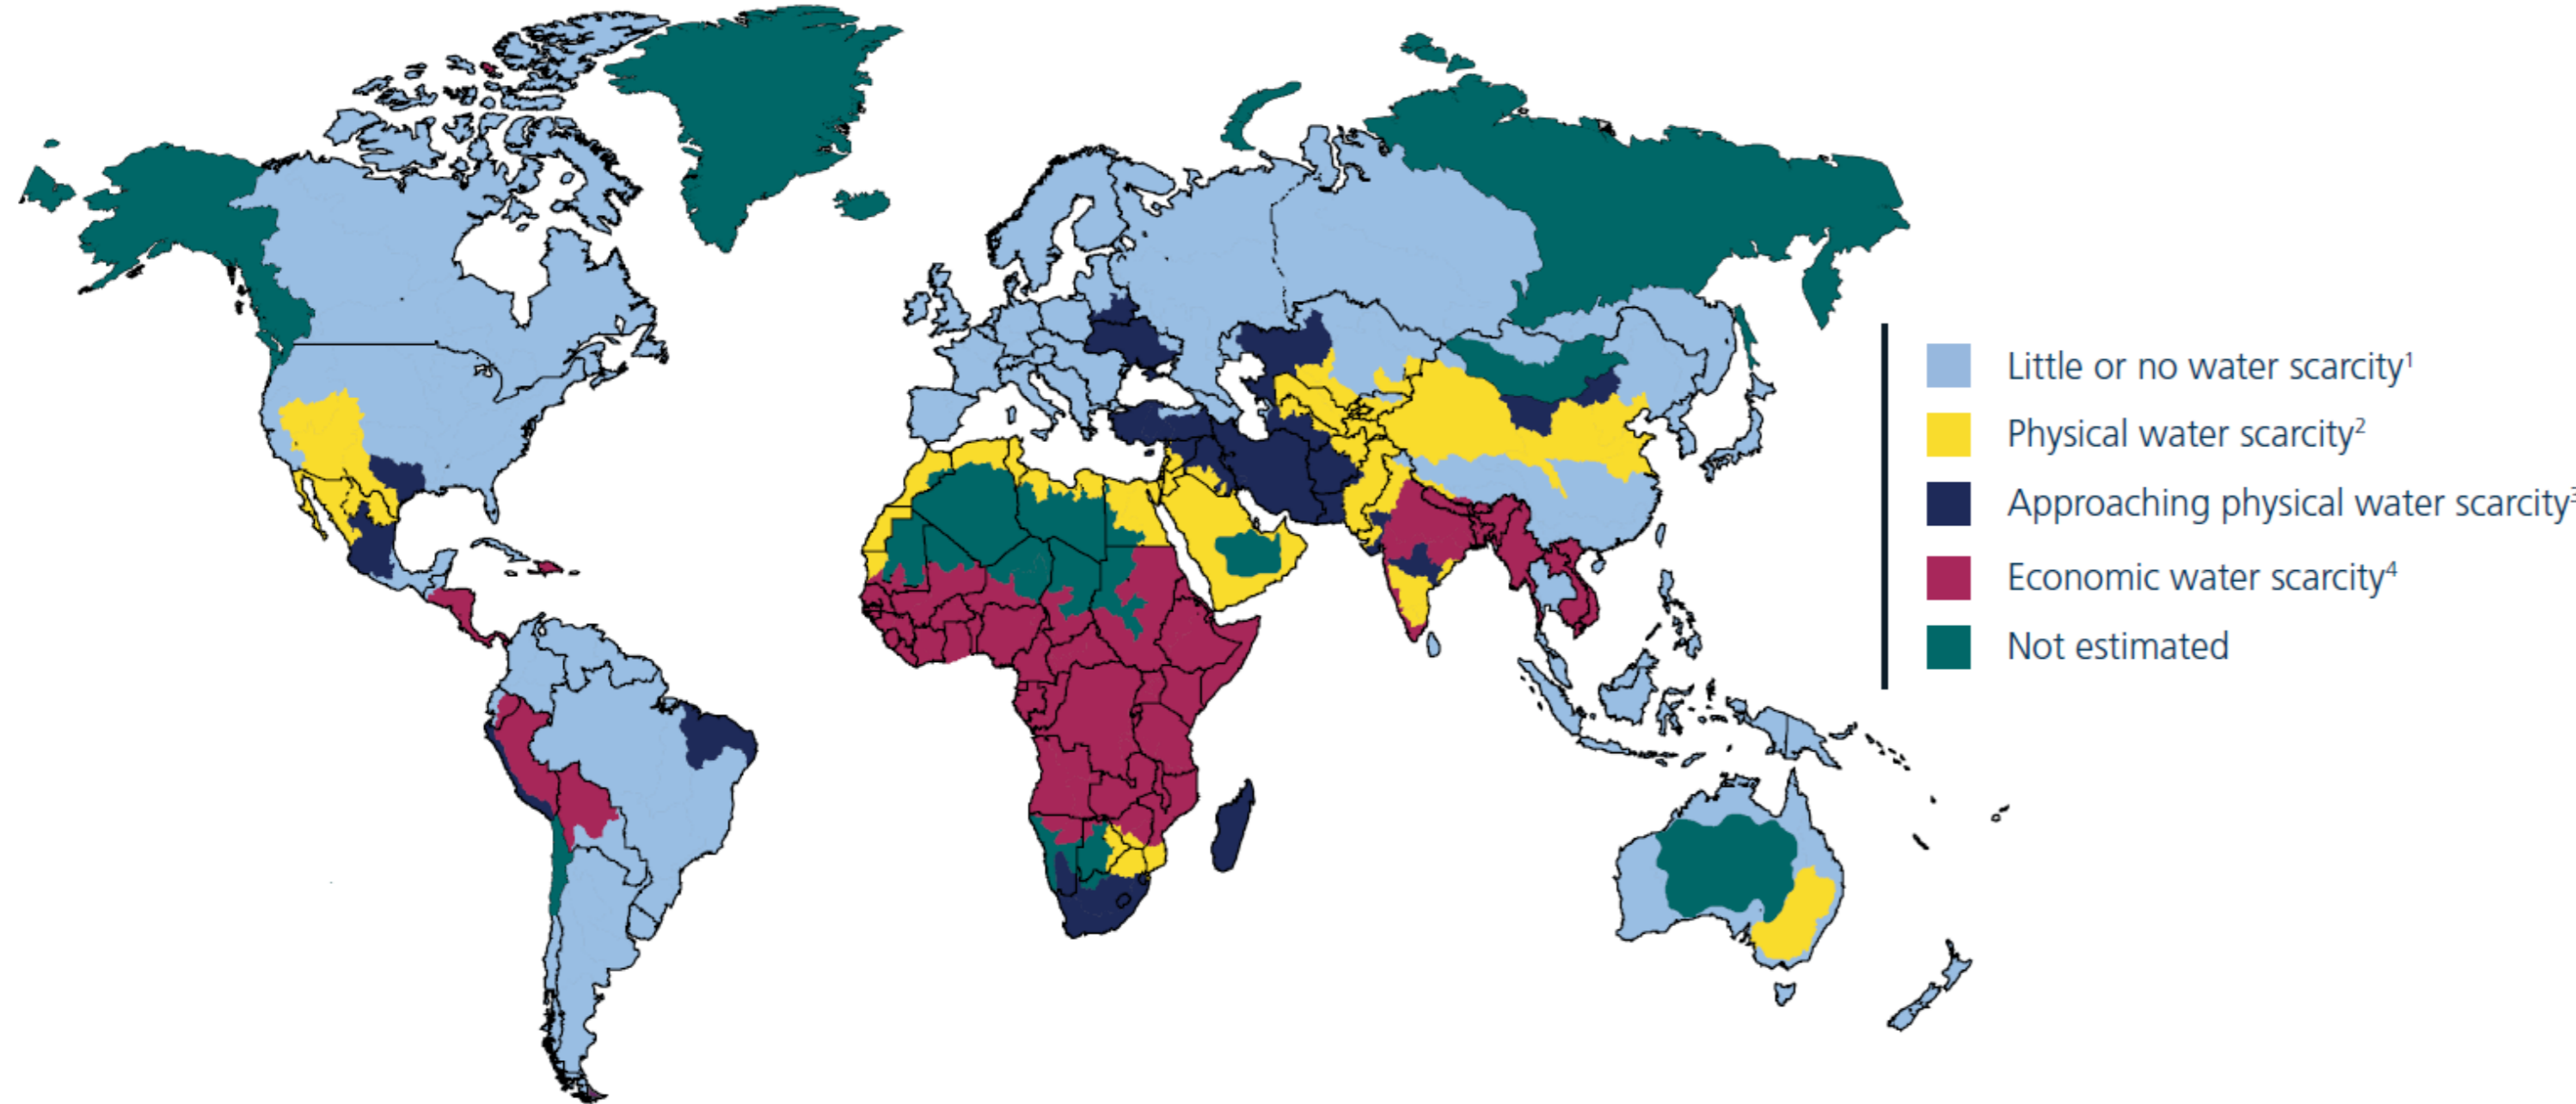 Little or no water scarcity¹
Physical water scarcity²
Approaching physical water scarcity³
Economic water scarcity⁴
Not estimated